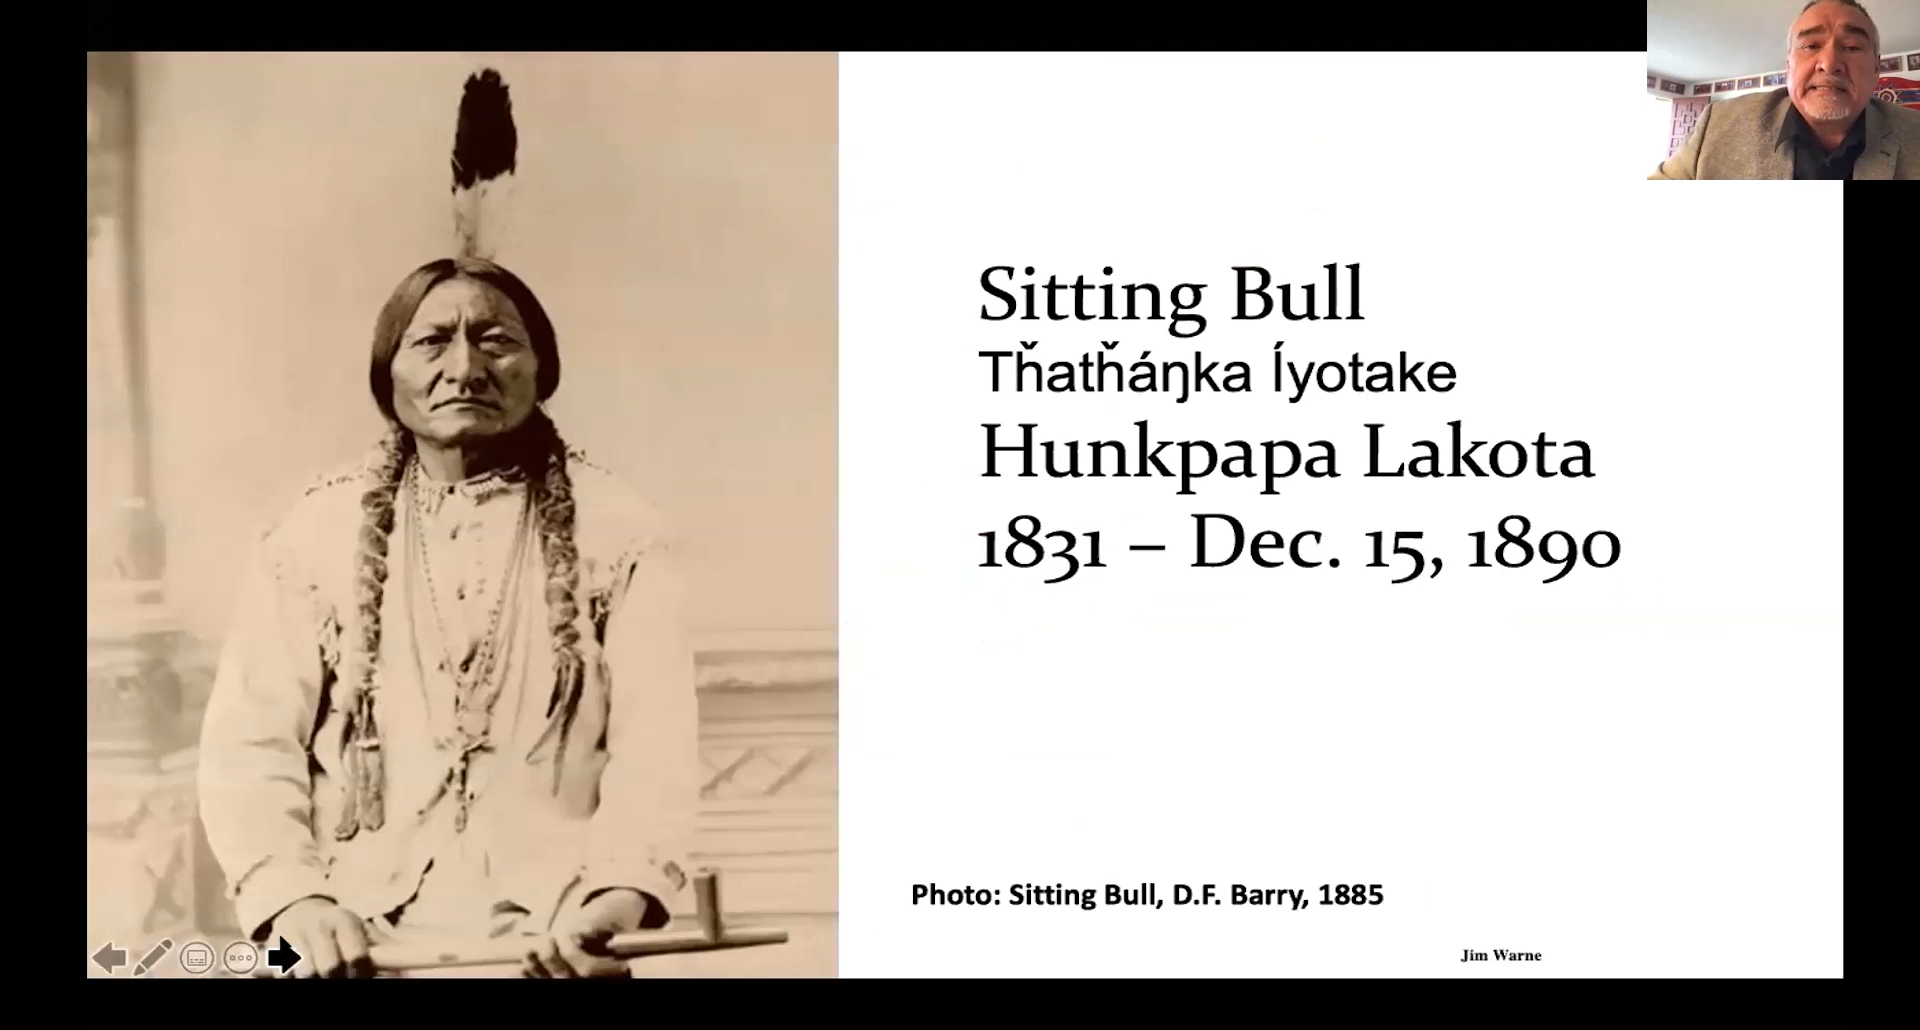 Sitting Bull
Tȟatȟáŋka Íyotake
Hunkpapa Lakota
1831 – Dec. 15, 1890
Photo: Sitting Bull, D.F. Barry, 1885
Jim Warne